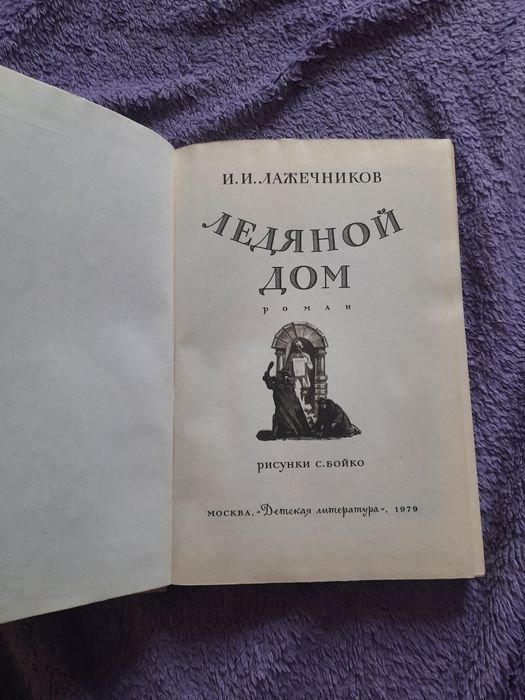 И. И. ЛАЖЕЧНИКОВ
ЛЕДЯНОЙ
ДОМ
роман
рисунки С. БОЙКО
МОСКВА, «Детская литература», 1979